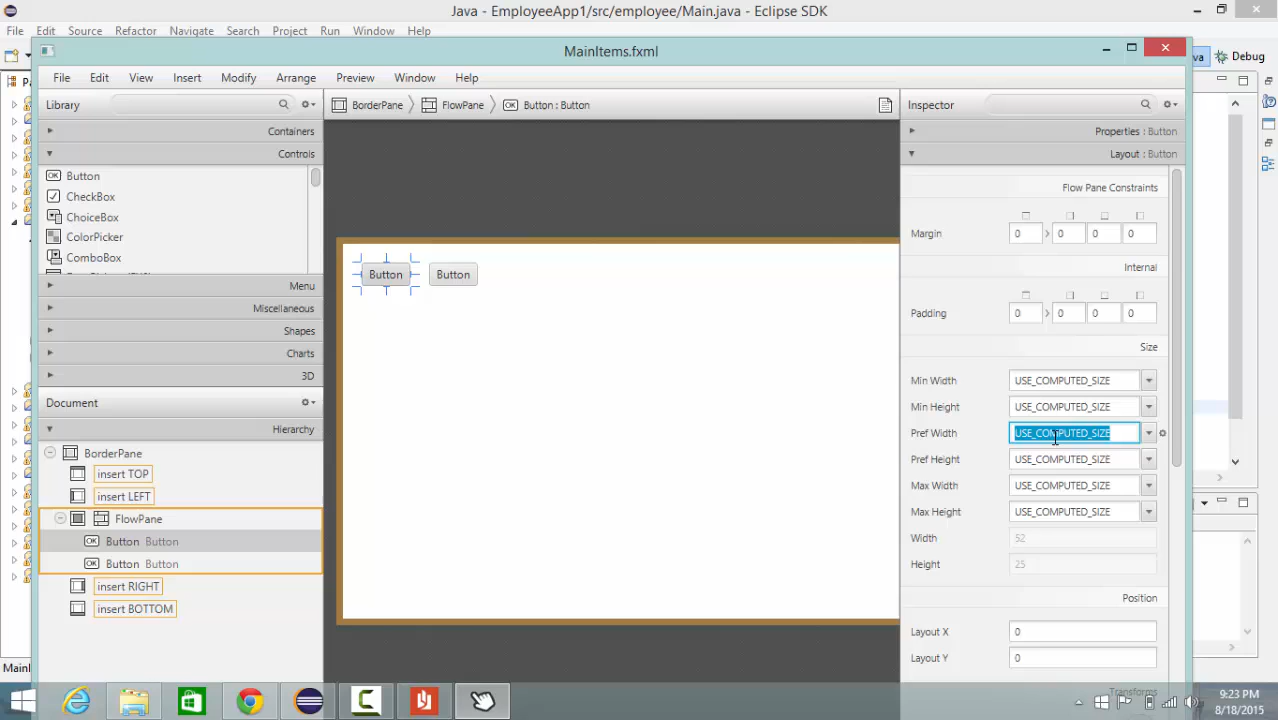 Java - EmployeeApp1/src/employee/Main.java - Eclipse SDK
File Edit Source Refactor Navigate Search Project Run Window Help
MainItems.fxml
Debug
File Edit View Insert Modify Arrange Preview Window Help
Library
BorderPane FlowPane Button : Button
Inspector
Containers
Properties : Button
Controls
Layout : Button
Button
CheckBox
ChoiceBox
ColorPicker
ComboBox
Menu
Miscellaneous
Shapes
Charts
3D
Flow Pane Constraints
Margin 0 0 0 0
Internal
Padding 0 0 0 0
Size
Min Width USE_COMPUTED_SIZE
Min Height USE_COMPUTED_SIZE
Pref Width USE_COMPUTED_SIZE
Pref Height USE_COMPUTED_SIZE
Max Width USE_COMPUTED_SIZE
Max Height USE_COMPUTED_SIZE
Width 52
Height 25
Position
Layout X 0
Layout Y 0
Transforms
Button Button
Document
Hierarchy
BorderPane
insert TOP
insert LEFT
FlowPane
Button Button
Button Button
insert RIGHT
insert BOTTOM
MainI
9:23 PM
8/18/2015